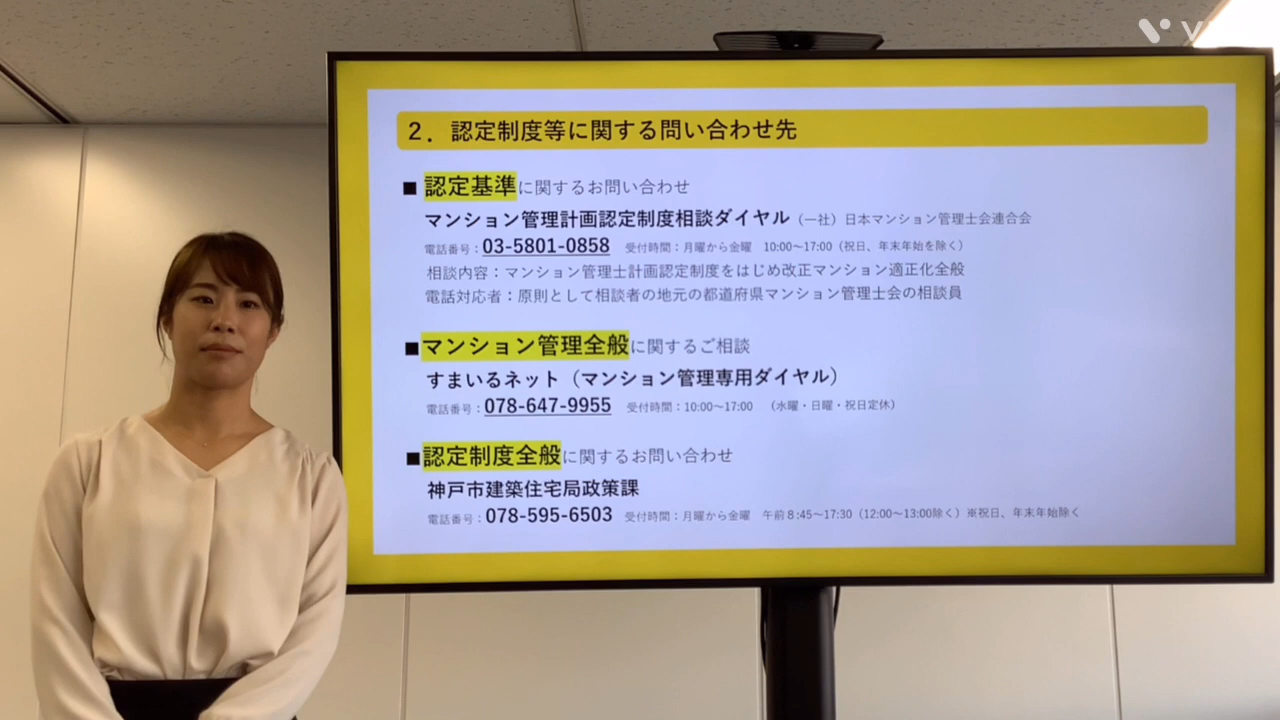 V
２．認定制度等に関する問い合わせ先
■ 認定基準に関するお問い合わせ
マンション管理計画認定制度相談ダイヤル（一社）日本マンション管理士会連合会
電話番号：03-5801-0858　受付時間：月曜から金曜　10:00～17:00（祝日、年末年始を除く）
相談内容：マンション管理士計画認定制度をはじめ改正マンション適正化全般
電話対応者：原則として相談者の地元の都道府県マンション管理士会の相談員
■マンション管理全般に関するご相談
すまいるネット（マンション管理専用ダイヤル）
電話番号：078-647-9955　受付時間：10:00～17:00　（水曜・日曜・祝日定休）
■認定制度全般に関するお問い合わせ
神戸市建築住宅局政策課
電話番号：078-595-6503　受付時間：月曜から金曜　午前８:45～17:30（12:00～13:00除く）※祝日、年末年始除く